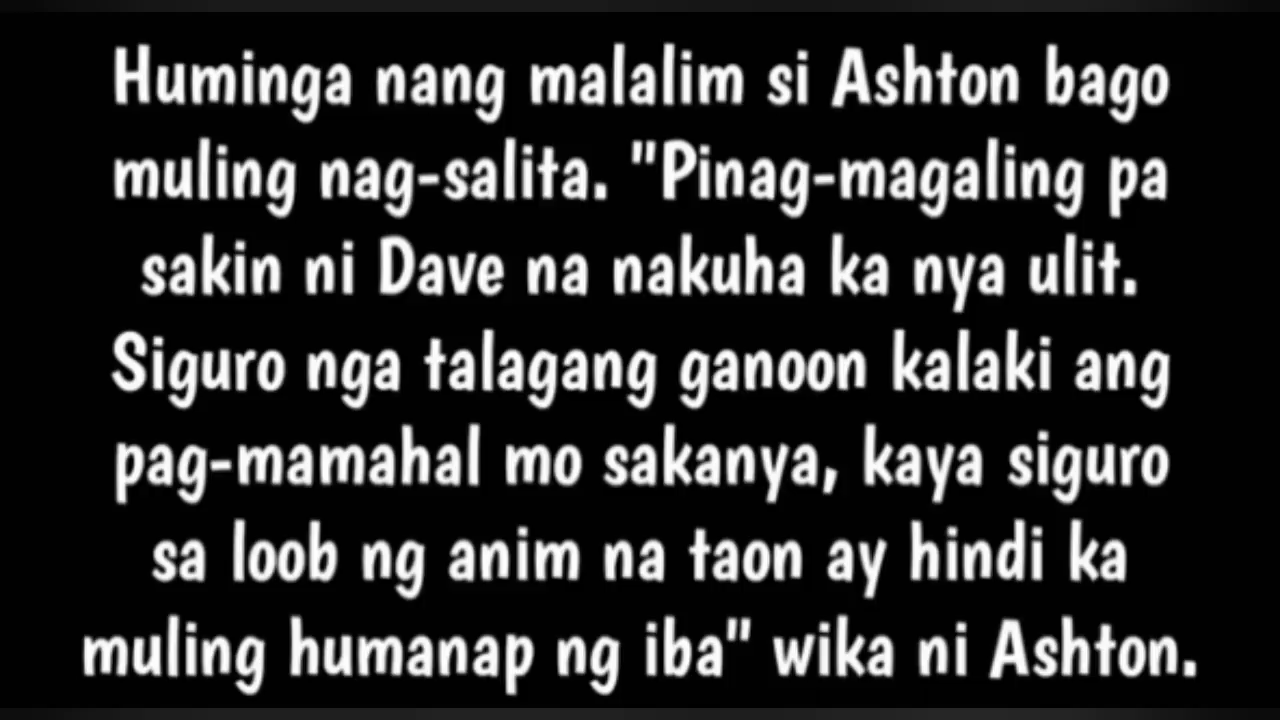 Huminga nang malalim si Ashton bago
muling nag-salita. "Pinag-magaling pa
sakin ni Dave na nakuha ka nya ulit.
Siguro nga talagang ganoon kalaki ang
pag-mamahal mo sakanya, kaya siguro
sa loob ng anim na taon ay hindi ka
muling humanap ng iba" wika ni Ashton.